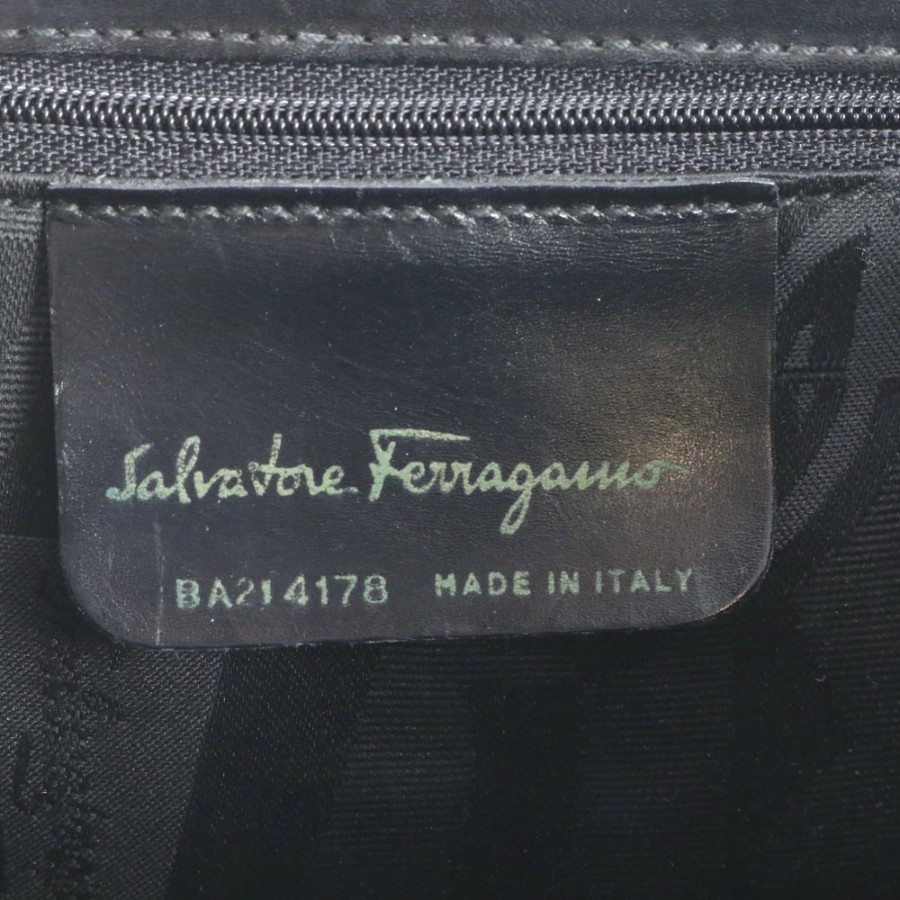 Salvatore Ferragamo
BA214178 MADE IN ITALY